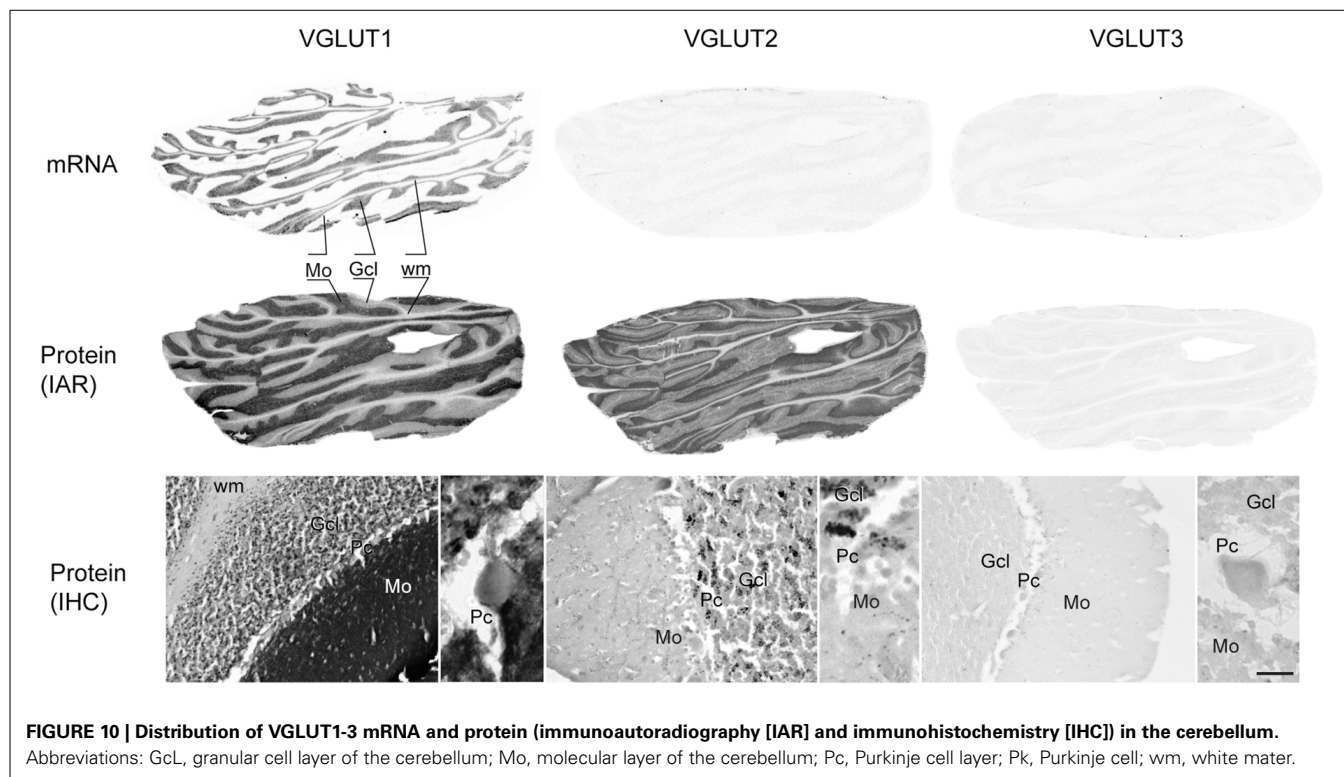 VGLUT1 VGLUT2 VGLUT3
mRNA
Mo Gcl wm
Protein
(IAR)
Protein
(IHC)
wm
Gcl
Pc
Mo
Pc
Mo
Pc
Gcl
Gcl
Pc
Mo
Gcl
Pc
Mo
Gcl
Pc
Mo
FIGURE 10 | Distribution of VGLUT1-3 mRNA and protein (immunoautoradiography [IAR] and immunohistochemistry [IHC]) in the cerebellum.
Abbreviations: GcL, granular cell layer of the cerebellum; Mo, molecular layer of the cerebellum; Pc, Purkinje cell layer; Pk, Purkinje cell; wm, white mater.